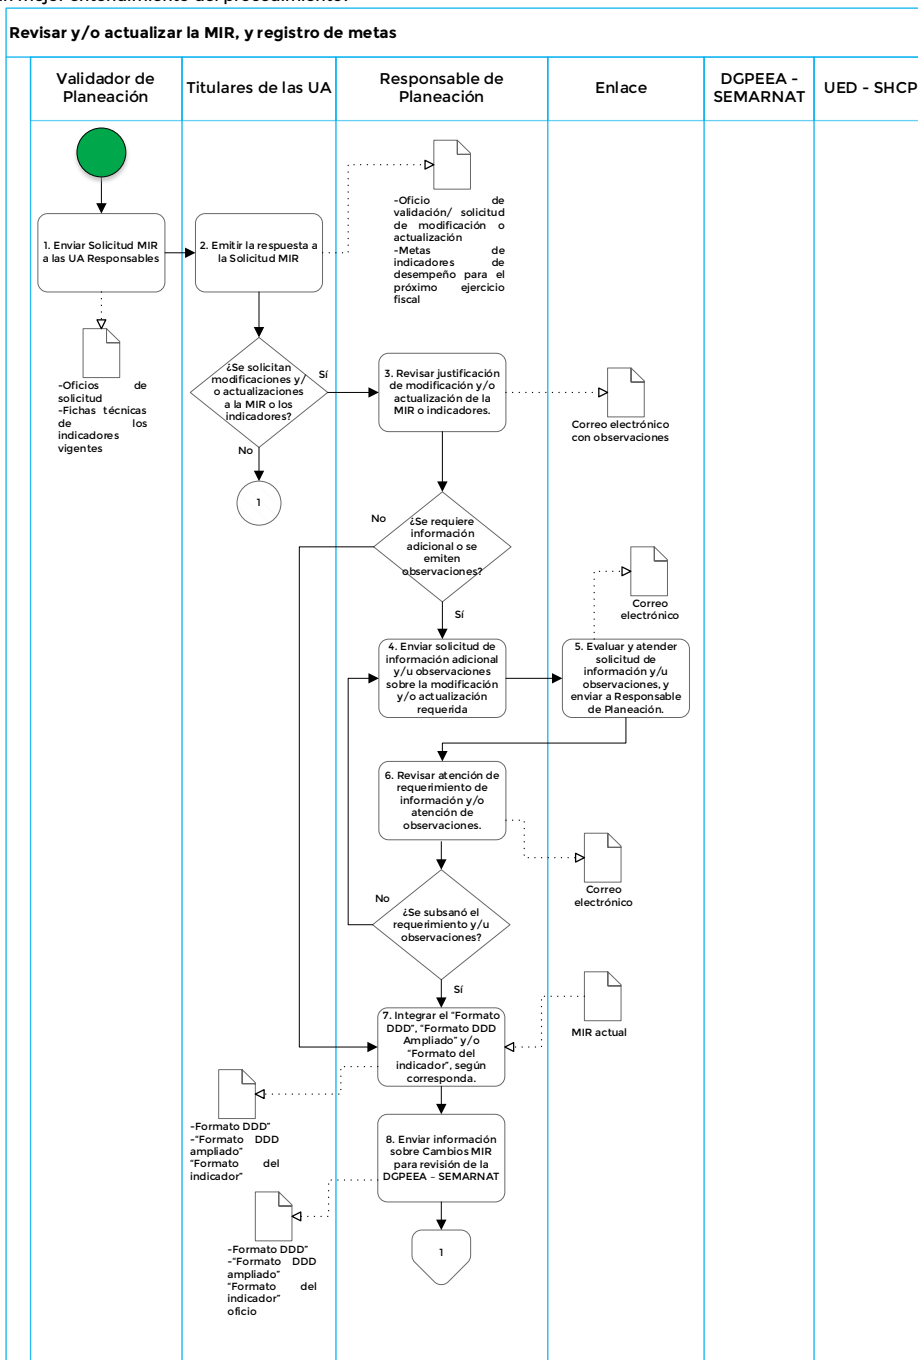 un mejor entendimiento del procedimiento:
Revisar y/o actualizar la MIR, y registro de metas
Validador de
Planeación
Titulares de las UA
Responsable de
Planeación
Enlace
DGPEEA -
SEMARNAT
UED - SHCP
-Oficio de
validación/ solicitud
de modificación o
actualización
-Metas de
indicadores de
desempeño para el
próximo ejercicio
fiscal
1. Enviar Solicitud MIR
a las UA Responsables
2. Emitir la respuesta a
la Solicitud MIR
-Oficios de
solicitud
-Fichas técnicas
de los
indicadores
vigentes
¿Se solicitan
modificaciones y/
o actualizaciones
a la MIR o los
indicadores?
Sí
No
1
3. Revisar justificación
de modificación y/o
actualización de la
MIR o indicadores.
Correo electrónico
con observaciones
No
¿Se requiere
información
adicional o se
emiten
observaciones?
Sí
Correo
electrónico
4. Enviar solicitud de
información adicional
y/u observaciones
sobre la modificación
y/o actualización
requerida
5. Evaluar y atender
solicitud de
información y/u
observaciones, y
enviar a Responsable
de Planeación.
6. Revisar atención de
requerimiento de
información y/o
atención de
observaciones.
Correo
electrónico
No
¿Se subsanó el
requerimiento y/u
observaciones?
Sí
MIR actual
7. Integrar el "Formato
DDD", "Formato DDD
Ampliado" y/o
"Formato del
indicador", según
corresponda.
-Formato DDD"
-"Formato DDD
ampliado"
"Formato del
indicador"
8. Enviar información
sobre Cambios MIR
para revisión de la
DGPEEA – SEMARNAT
-Formato DDD"
-"Formato DDD
ampliado"
"Formato del
indicador"
oficio
1